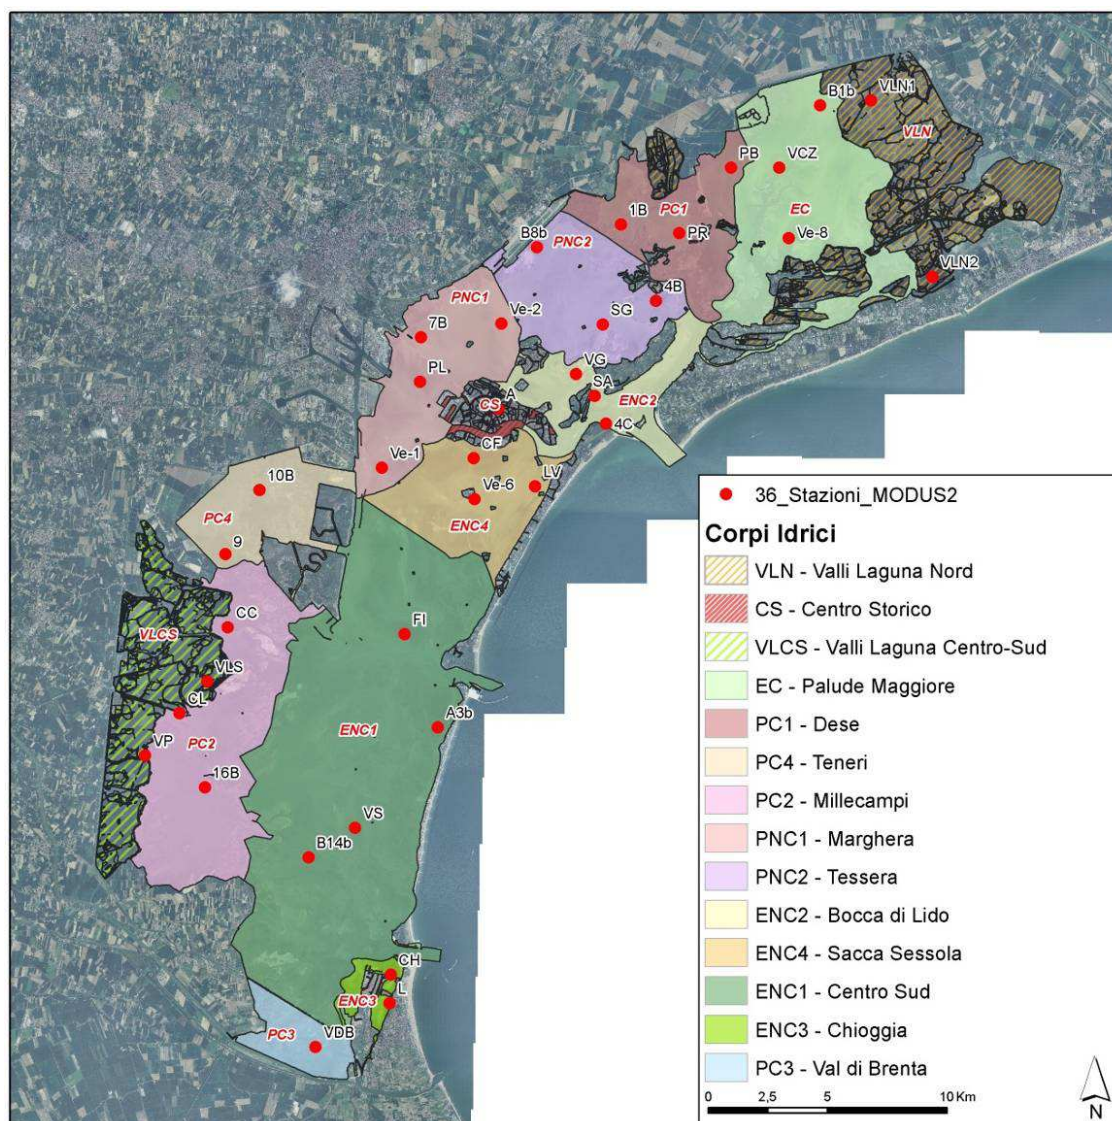 B1b
VLN1
VLN
PB
VCZ
1B
PC1
PR
EC
B8b
PNC2
Ve-8
VLN2
PNC1
4B
7B
Ve-2
SG
PL
VG
SA
CS
A
ENC2
4C
CF
Ve-1
LV
10B
Ve-6
PC4
ENC4
9
CC
FI
VLCS
VLS
CL
A3b
VP
PC2
ENC1
16B
VS
B14b
CH
ENC3
L
PC3
VDB
36_Stazioni_MODUS2
Corpi Idrici
VLN - Valli Laguna Nord
CS - Centro Storico
VLCS - Valli Laguna Centro-Sud
EC - Palude Maggiore
PC1 - Dese
PC4 - Teneri
PC2 - Millecampi
PNC1 - Marghera
PNC2 - Tessera
ENC2 - Bocca di Lido
ENC4 - Sacca Sessola
ENC1 - Centro Sud
ENC3 - Chioggia
PC3 - Val di Brenta
0 2,5 5 10 Km
N